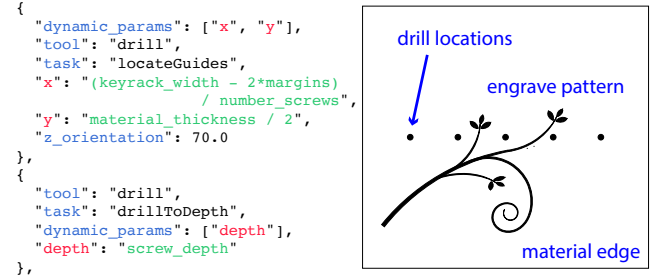 {
"dynamic_params": ["x", "y"],
"tool": "drill",
"task": "locateGuides",
"x": "(keyrack_width - 2*margins)
/ number_screws",
"y": "material_thickness / 2",
"z_orientation": 70.0
},
{
"tool": "drill",
"task": "drillToDepth",
"dynamic_params": ["depth"],
"depth": "screw_depth"
},
drill locations
engrave pattern
material edge